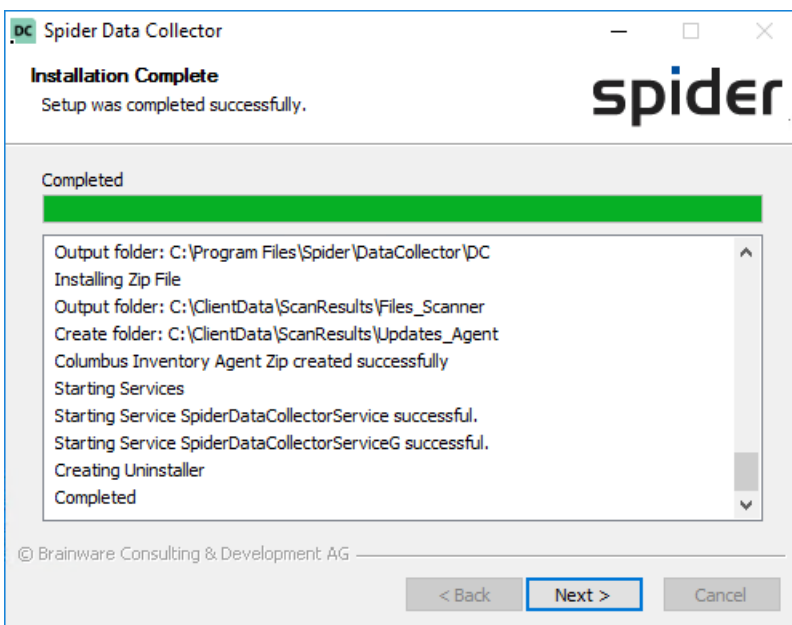 DC Spider Data Collector
Installation Complete
Setup was completed successfully.
spider
Completed
Output folder: C:\Program Files\Spider\DataCollector\DC
Installing Zip File
Output folder: C:\ClientData\ScanResults\Files_Scanner
Create folder: C:\ClientData\ScanResults\Updates_Agent
Columbus Inventory Agent Zip created successfully
Starting Services
Starting Service SpiderDataCollectorService successful.
Starting Service SpiderDataCollectorServiceG successful.
Creating Uninstaller
Completed
© Brainware Consulting & Development AG
< Back Next > Cancel